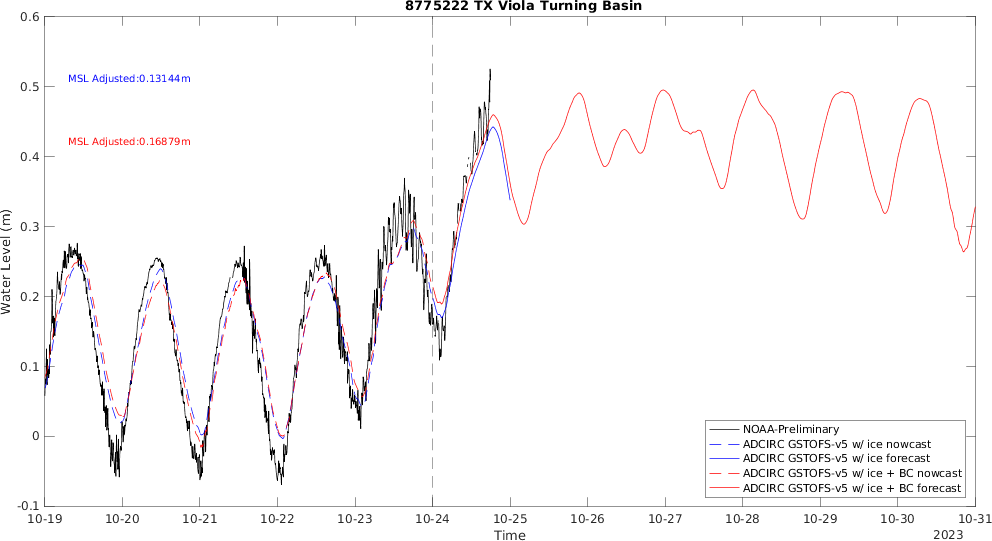 8775222 TX Viola Turning Basin
0.6
0.5
0.4
0.3
0.2
0.1
0
-0.1
Water Level (m)
MSL Adjusted:0.13144m
MSL Adjusted:0.16879m
NOAA-Preliminary
ADCIRC GSTOFS-v5 w/ ice nowcast
ADCIRC GSTOFS-v5 w/ ice forecast
ADCIRC GSTOFS-v5 w/ ice + BC nowcast
ADCIRC GSTOFS-v5 w/ ice + BC forecast
10-19 10-20 10-21 10-22 10-23 10-24 10-25 10-26 10-27 10-28 10-29 10-30 10-31
Time
2023